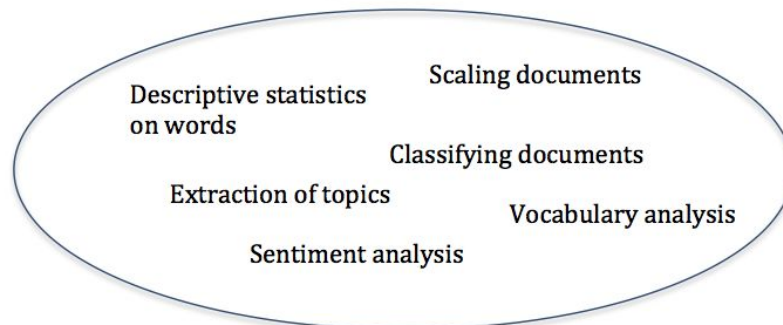 Scaling documents
Descriptive statistics
on words
Classifying documents
Extraction of topics
Vocabulary analysis
Sentiment analysis